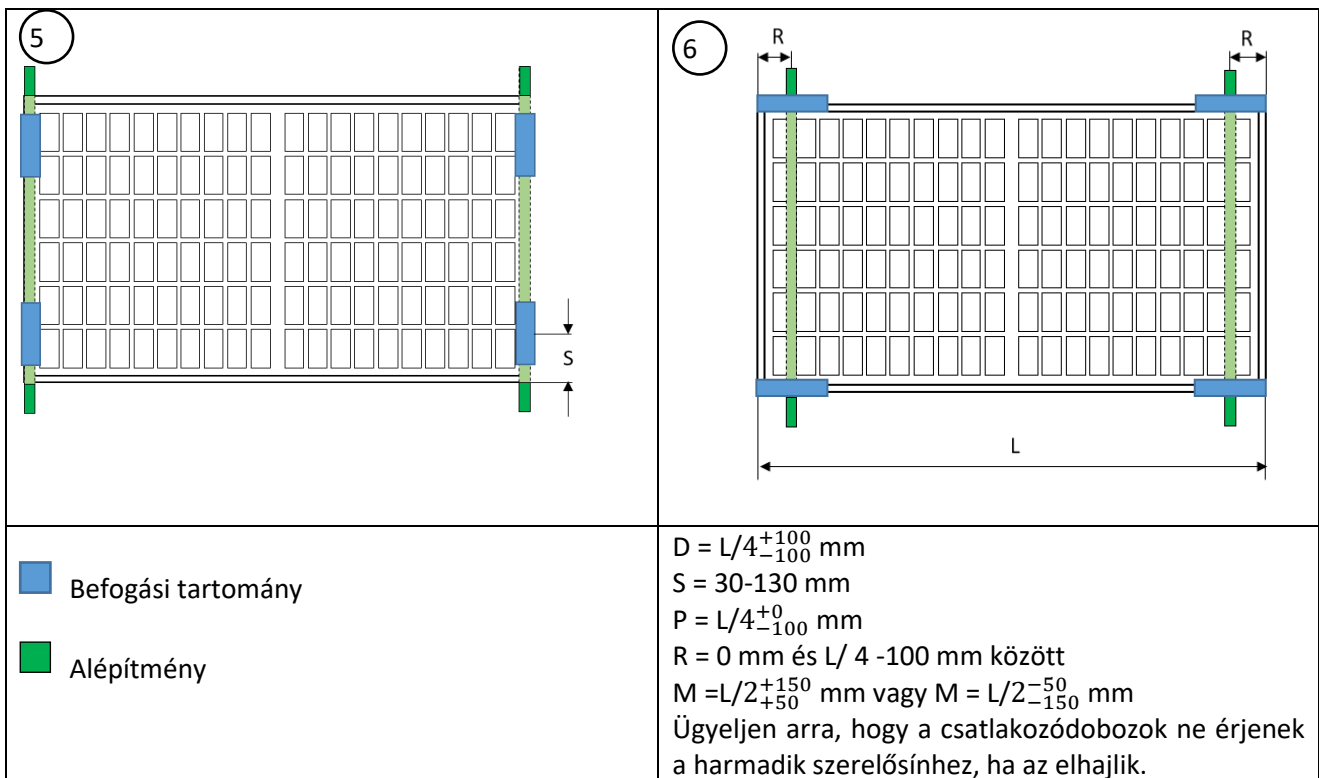 5
S
6
R
R
L
Befogási tartomány
Alépítmény
D = L/4⁺¹⁰⁰₋₁₀₀ mm
S = 30-130 mm
P = L/4⁺⁰₋₁₀₀ mm
R = 0 mm és L/ 4 -100 mm között
M =L/2⁺¹⁵⁰₊₅₀ mm vagy M = L/2⁻⁵⁰₋₁₅₀ mm
Ügyeljen arra, hogy a csatlakozódobozok ne érjenek
a harmadik szerelősínhez, ha az elhajlik.